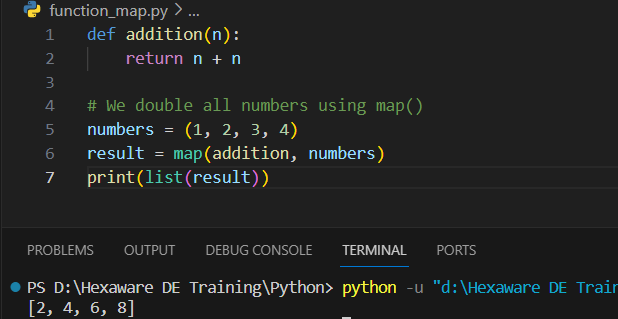 function_map.py > ...
1 def addition(n):
2     return n + n
3
4 # We double all numbers using map()
5 numbers = (1, 2, 3, 4)
6 result = map(addition, numbers)
7 print(list(result))
PROBLEMS OUTPUT DEBUG CONSOLE TERMINAL PORTS
PS D:\Hexaware DE Training\Python> python -u "d:\Hexaware DE Train
[2, 4, 6, 8]